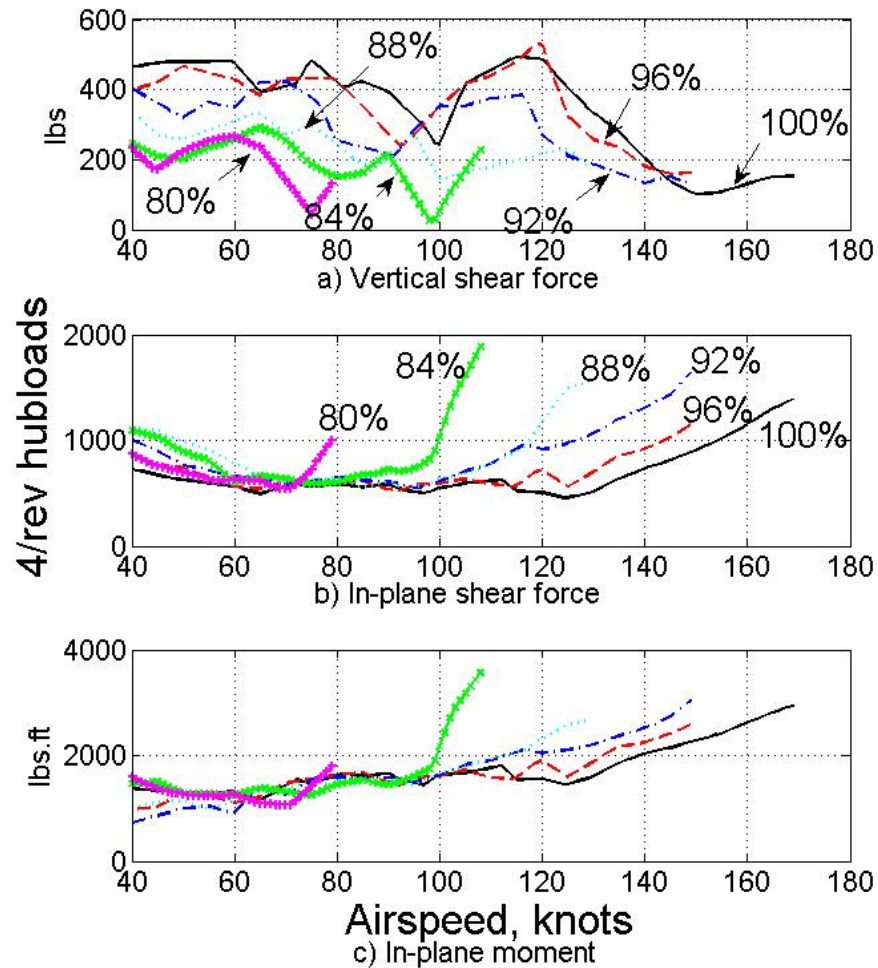 600
400
200
0
lbs
88%
96%
100%
80%
84%
92%
40 60 80 100 120 140 160 180
a) Vertical shear force
4/rev hubloads
2000
1000
0
84%
88%
92%
80%
96%
100%
40 60 80 100 120 140 160 180
b) In-plane shear force
4000
2000
0
lbs.ft
40 60 80 100 120 140 160 180
Airspeed, knots
c) In-plane moment